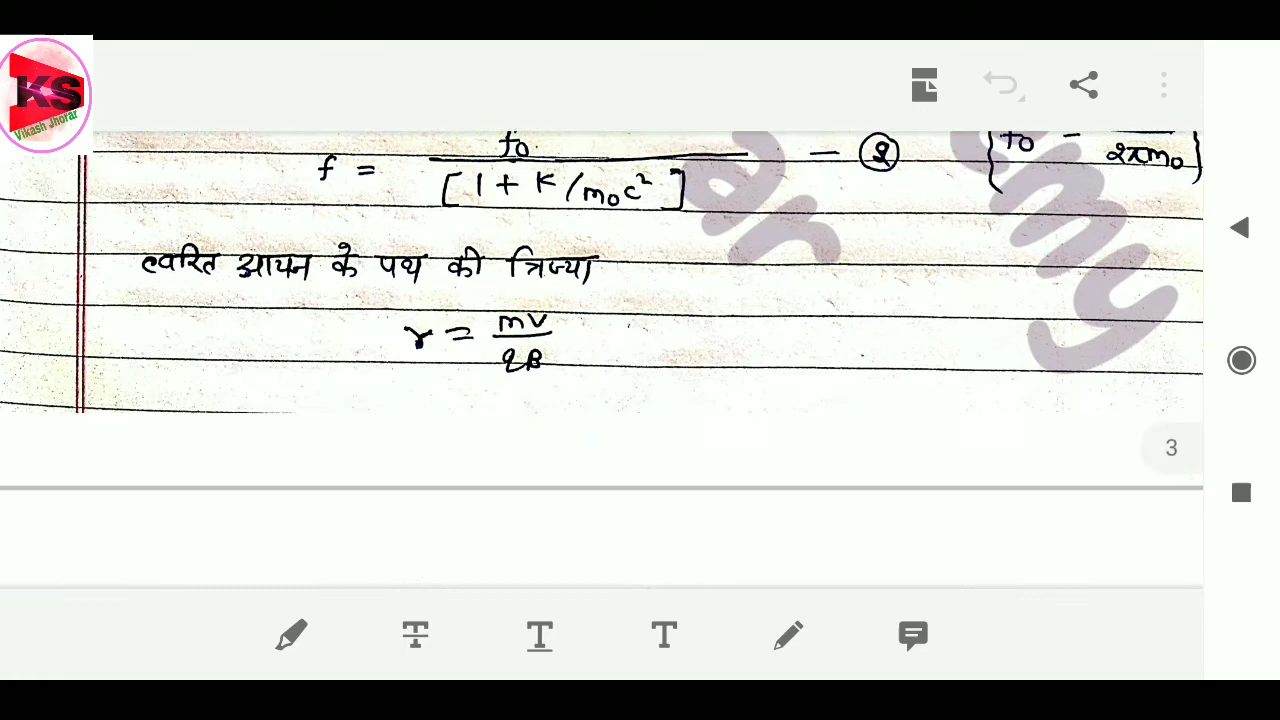 KS
Vikash Jhorar
f = f₀ / [1 + K/m₀c²] — ②
f₀ = 2πm₀
त्वरित आयन के पथ की त्रिज्या
r = mv / qB
3
T T T